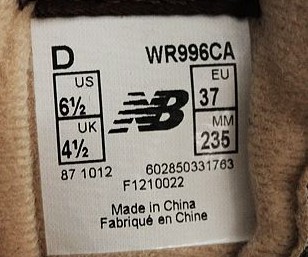 D WR996CA
US 6½ EU 37
UK 4½ NB MM 235
87 1012 602850331763
F1210022
Made in China
Fabriqué en Chine